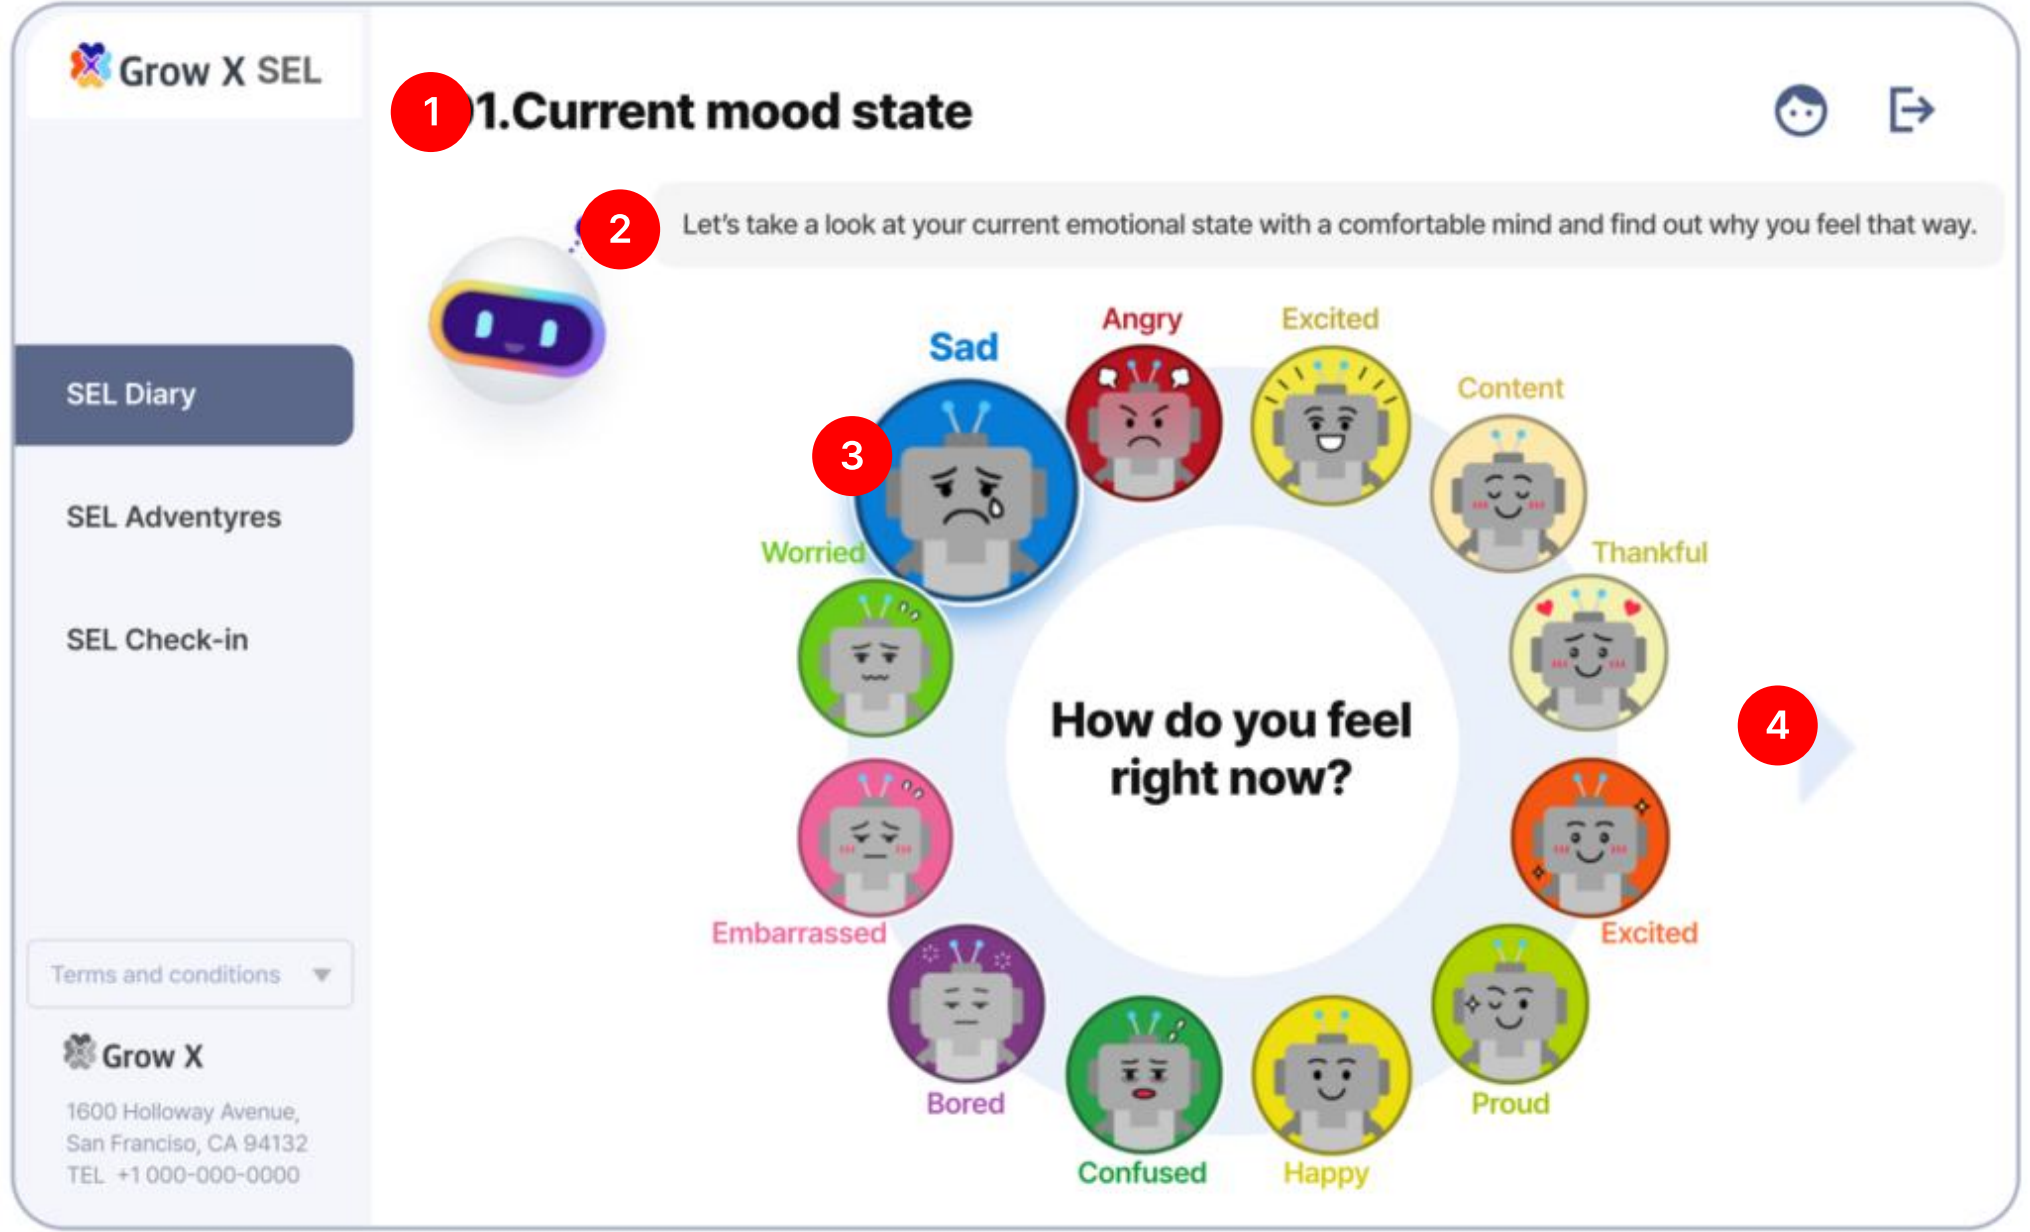 Grow X SEL
1
1.Current mood state
2
Let's take a look at your current emotional state with a comfortable mind and find out why you feel that way.
SEL Diary
SEL Adventyres
SEL Check-in
Terms and conditions
Grow X
1600 Holloway Avenue,
San Franciso, CA 94132
TEL +1 000-000-0000
Sad
Angry
Excited
Content
3
Worried
Thankful
How do you feel
right now?
4
Embarrassed
Excited
Bored
Proud
Confused
Happy